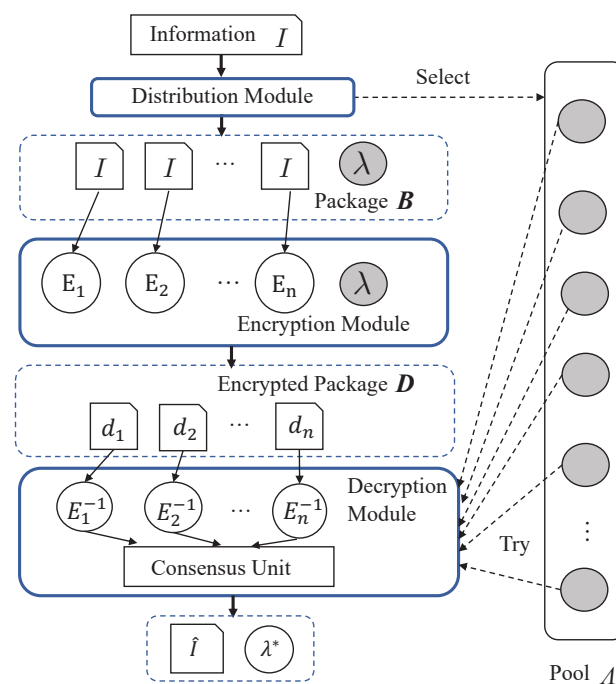 Information I
Distribution Module
Select
I I ··· I λ
Package B
E₁ E₂ ··· Eₙ λ
Encryption Module
Encrypted Package D
d₁ d₂ ··· dₙ
Decryption
Module
E₁⁻¹ E₂⁻¹ ··· Eₙ⁻¹
Try
⋮
Consensus Unit
Î λ*
Pool Λ